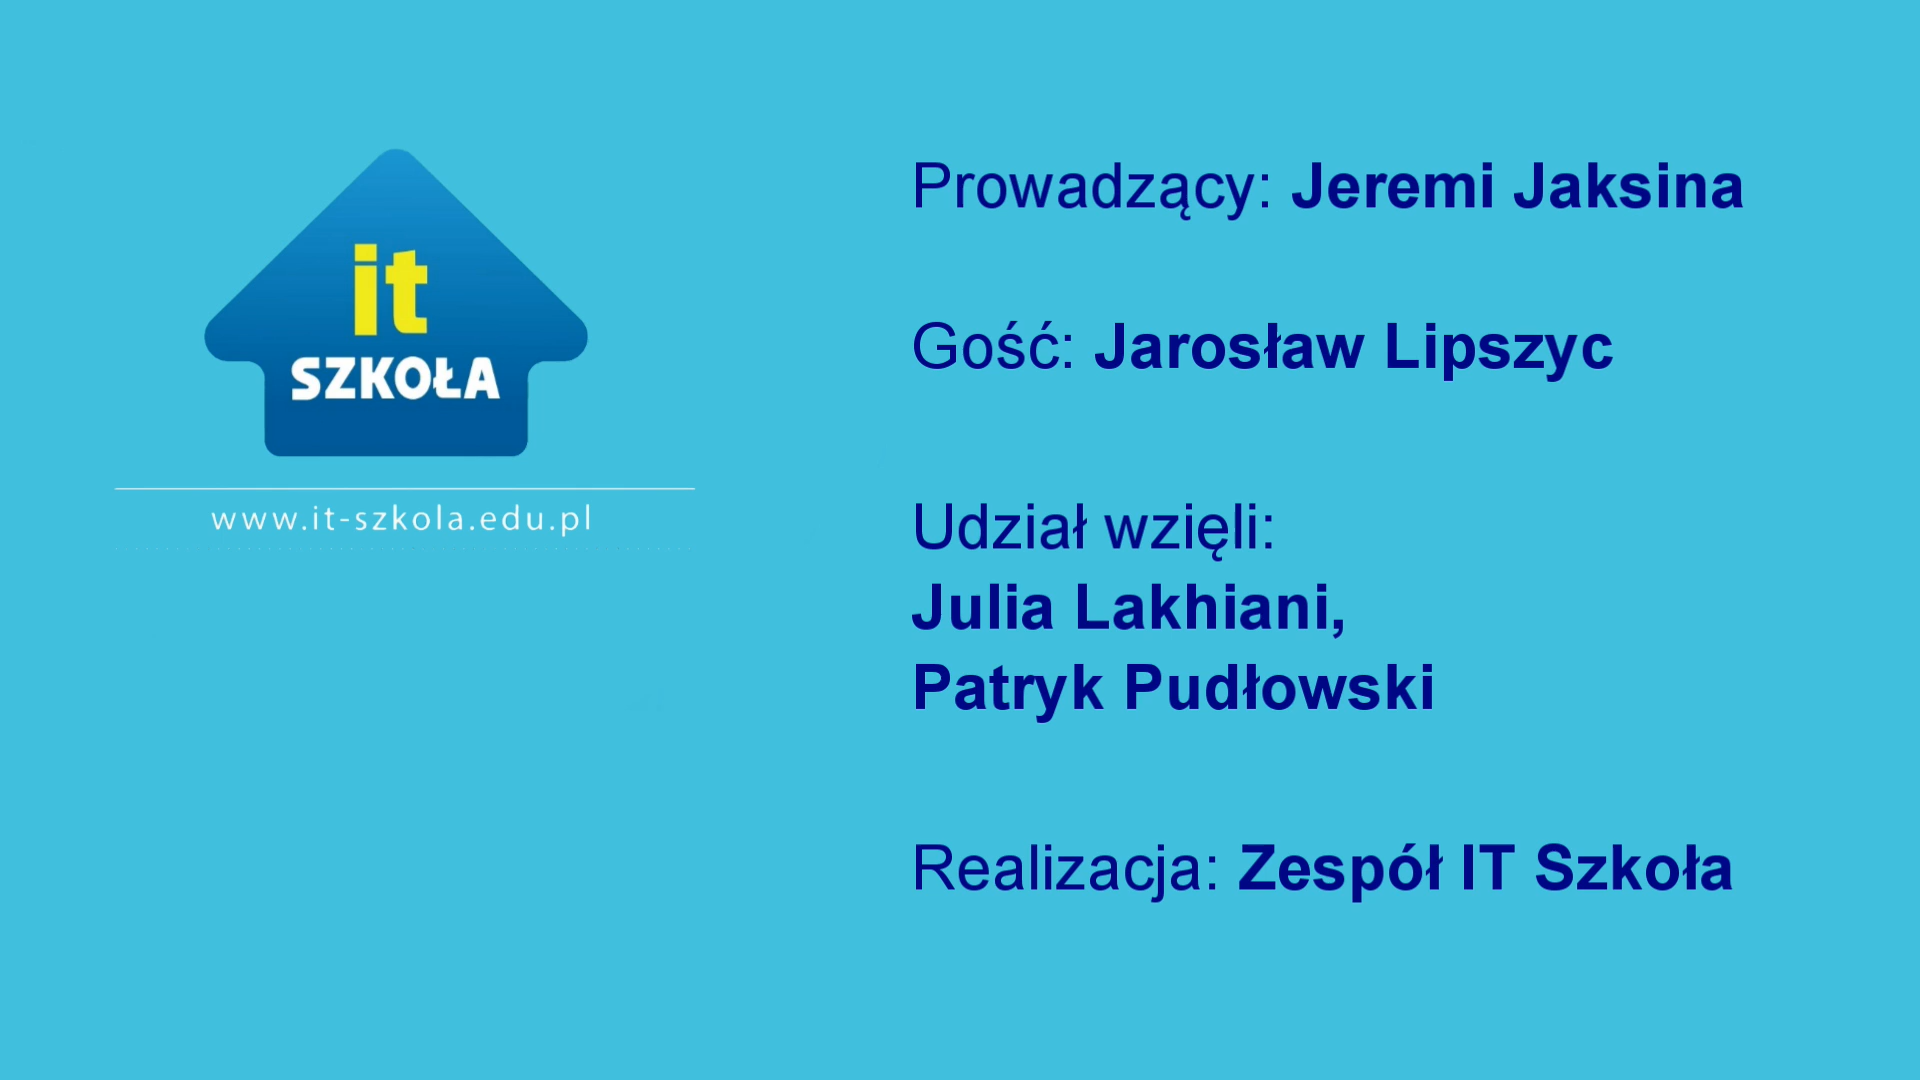 it
SZKOŁA
www.it-szkola.edu.pl
Prowadzący: Jeremi Jaksina
Gość: Jarosław Lipszyc
Udział wzięli:
Julia Lakhiani,
Patryk Pudłowski
Realizacja: Zespół IT Szkoła